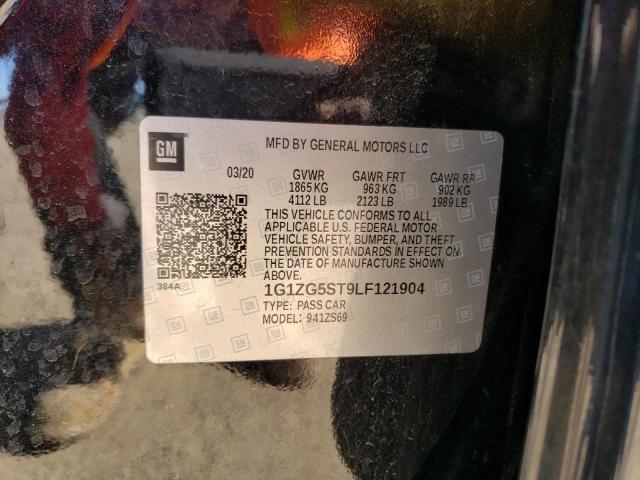 GM
MFD BY GENERAL MOTORS LLC
03/20 GVWR GAWR FRT GAWR RR
1865 KG 963 KG 902 KG
4112 LB 2123 LB 1989 LB
THIS VEHICLE CONFORMS TO ALL
APPLICABLE U.S. FEDERAL MOTOR
VEHICLE SAFETY, BUMPER, AND THEFT
PREVENTION STANDARDS IN EFFECT ON
THE DATE OF MANUFACTURE SHOWN
ABOVE.
384A
1G1ZG5ST9LF121904
TYPE: PASS CAR
MODEL: 941ZS69